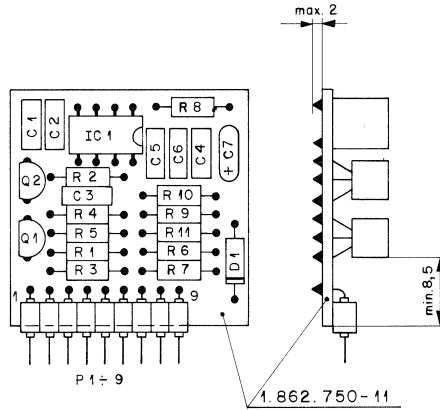 max. 2
C1
C2
IC1
R8
C5
C6
C4
+ C7
Q2
R2
C3
R10
R4
R9
Q1
R5
R11
R1
R6
R3
R7
D1
min.8,5
1
9
P1÷9
1.862.750-11